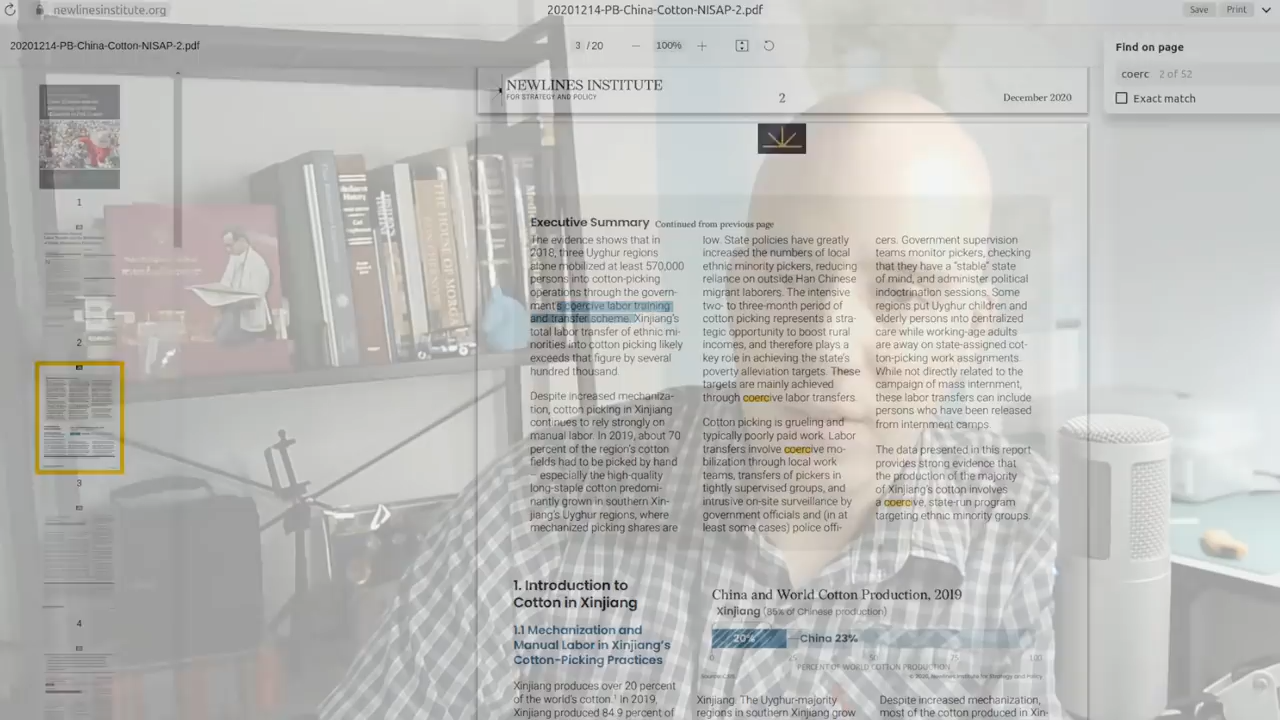 newlinesinstitute.org
20201214-PB-China-Cotton-NISAP-2.pdf
Save
Print
20201214-PB-China-Cotton-NISAP-2.pdf
3 / 20
100%
Find on page
coerc 2 of 52
Exact match
1
2
3
4
NEWLINES INSTITUTE
FOR STRATEGY AND POLICY
2
December 2020
Executive Summary Continued from previous page
The evidence shows that in
2018, three Uyghur regions
alone mobilized at least 570,000
persons into cotton-picking
operations through the govern-
ment's coercive labor training
and transfer scheme. Xinjiang's
total labor transfer of ethnic mi-
norities into cotton picking likely
exceeds that figure by several
hundred thousand.
Despite increased mechaniza-
tion, cotton picking in Xinjiang
continues to rely strongly on
manual labor. In 2019, about 70
percent of the region's cotton
fields had to be picked by hand
– especially the high-quality
long-staple cotton predomi-
nantly grown in southern Xin-
jiang's Uyghur regions, where
mechanized picking shares are
low. State policies have greatly
increased the numbers of local
ethnic minority pickers, reducing
reliance on outside Han Chinese
migrant laborers. The intensive
two- to three-month period of
cotton picking represents a stra-
tegic opportunity to boost rural
incomes, and therefore plays a
key role in achieving the state's
poverty alleviation targets. These
targets are mainly achieved
through coercive labor transfers.
Cotton picking is grueling and
typically poorly paid work. Labor
transfers involve coercive mo-
bilization through local work
teams, transfers of pickers in
tightly supervised groups, and
intrusive on-site surveillance by
government officials and (in at
least some cases) police offi-
cers. Government supervision
teams monitor pickers, checking
that they have a "stable" state
of mind, and administer political
indoctrination sessions. Some
regions put Uyghur children and
elderly persons into centralized
care while working-age adults
are away on state-assigned cot-
ton-picking work assignments.
While not directly related to the
campaign of mass internment,
these labor transfers can include
persons who have been released
from internment camps.
The data presented in this report
provides strong evidence that
the production of the majority
of Xinjiang's cotton involves
a coercive, state-run program
targeting ethnic minority groups.
1. Introduction to
Cotton in Xinjiang
1.1 Mechanization and
Manual Labor in Xinjiang's
Cotton-Picking Practices
Xinjiang produces over 20 percent
of the world's cotton.¹ In 2019,
Xinjiang produced 84.9 percent of
China and World Cotton Production, 2019
Xinjiang (85% of Chinese production)
20%
China 23%
0 25 50 75 100
PERCENT OF WORLD COTTON PRODUCTION
© 2020, Newlines Institute for Strategy and Policy
Xinjiang. The Uyghur-majority
regions in southern Xinjiang grow
Despite increased mechanization,
most of the cotton produced in Xin-